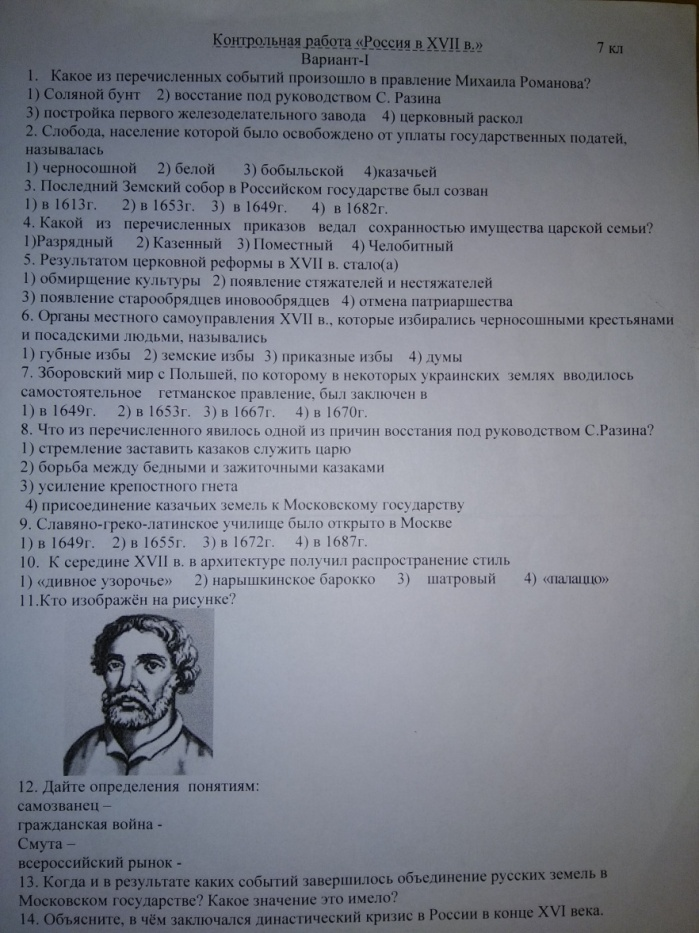 Контрольная работа «Россия в XVII в.»
7 кл
Вариант-I
1. Какое из перечисленных событий произошло в правление Михаила Романова?
1) Соляной бунт 2) восстание под руководством С. Разина
3) постройка первого железоделательного завода 4) церковный раскол
2. Слобода, население которой было освобождено от уплаты государственных податей,
называлась
1) черносошной 2) белой 3) бобыльской 4)казачьей
3. Последний Земский собор в Российском государстве был созван
1) в 1613г. 2) в 1653г. 3) в 1649г. 4) в 1682г.
4. Какой из перечисленных приказов ведал сохранностью имущества царской семьи?
1)Разрядный 2) Казенный 3) Поместный 4) Челобитный
5. Результатом церковной реформы в XVII в. стало(а)
1) обмирщение культуры 2) появление стяжателей и нестяжателей
3) появление старообрядцев иновообрядцев 4) отмена патриаршества
6. Органы местного самоуправления XVII в., которые избирались черносошными крестьянами
и посадскими людьми, назывались
1) губные избы 2) земские избы 3) приказные избы 4) думы
7. Зборовский мир с Польшей, по которому в некоторых украинских землях вводилось
самостоятельное гетманское правление, был заключен в
1) в 1649г. 2) в 1653г. 3) в 1667г. 4) в 1670г.
8. Что из перечисленного явилось одной из причин восстания под руководством С.Разина?
1) стремление заставить казаков служить царю
2) борьба между бедными и зажиточными казаками
3) усиление крепостного гнета
4) присоединение казачьих земель к Московскому государству
9. Славяно-греко-латинское училище было открыто в Москве
1) в 1649г. 2) в 1655г. 3) в 1672г. 4) в 1687г.
10. К середине XVII в. в архитектуре получил распространение стиль
1) «дивное узорочье» 2) нарышкинское барокко 3) шатровый 4) «палаццо»
11.Кто изображён на рисунке?
12. Дайте определения понятиям:
самозванец –
гражданская война -
Смута –
всероссийский рынок -
13. Когда и в результате каких событий завершилось объединение русских земель в
Московском государстве? Какое значение это имело?
14. Объясните, в чём заключался династический кризис в России в конце XVI века.